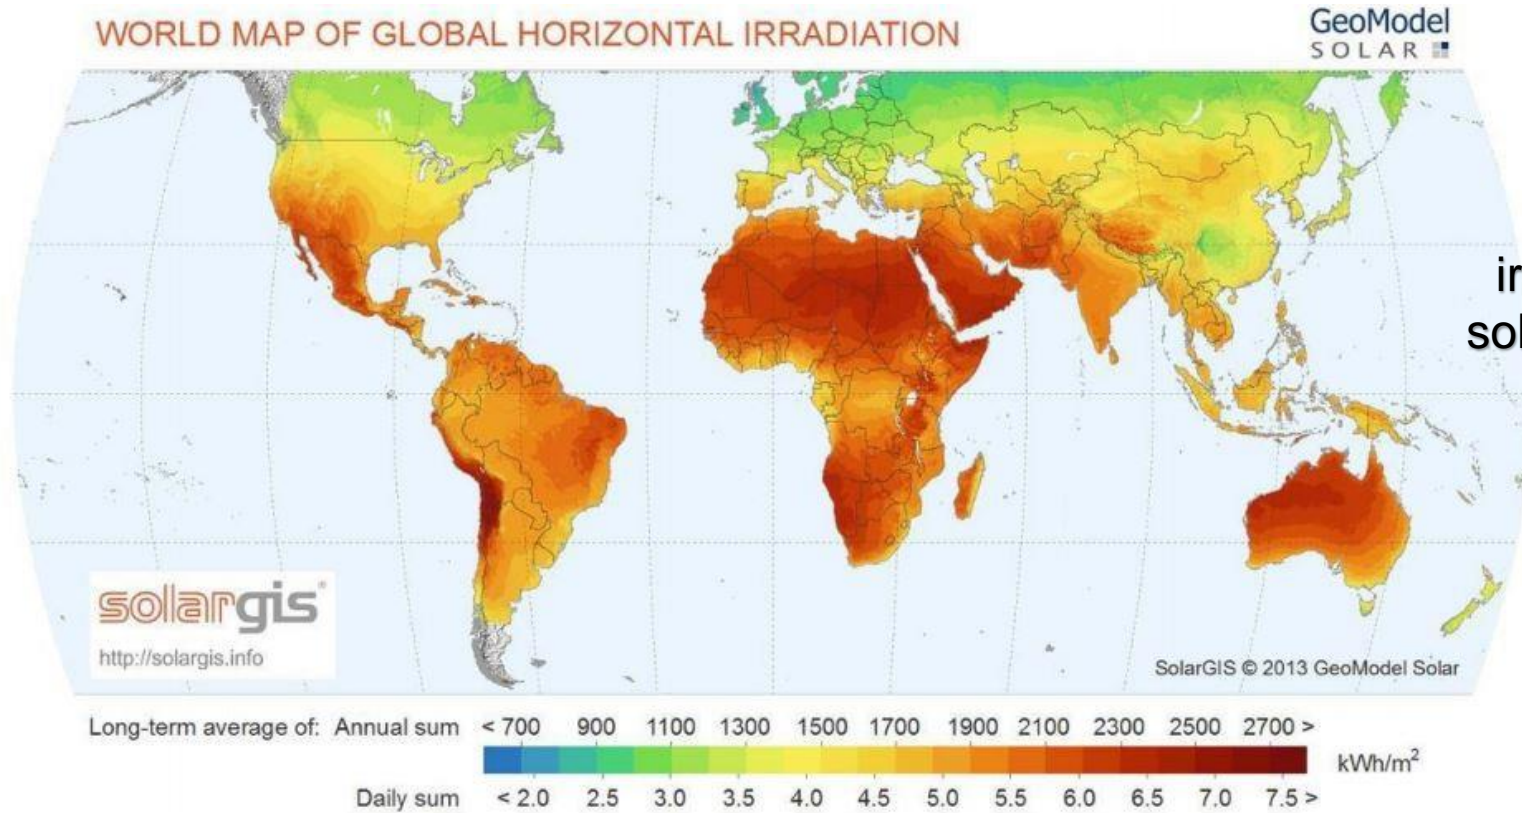 WORLD MAP OF GLOBAL HORIZONTAL IRRADIATION
GeoModel
SOLAR
ir
sol
solargis®
http://solargis.info
SolarGIS © 2013 GeoModel Solar
Long-term average of: Annual sum < 700 900 1100 1300 1500 1700 1900 2100 2300 2500 2700 >
kWh/m²
Daily sum < 2.0 2.5 3.0 3.5 4.0 4.5 5.0 5.5 6.0 6.5 7.0 7.5 >